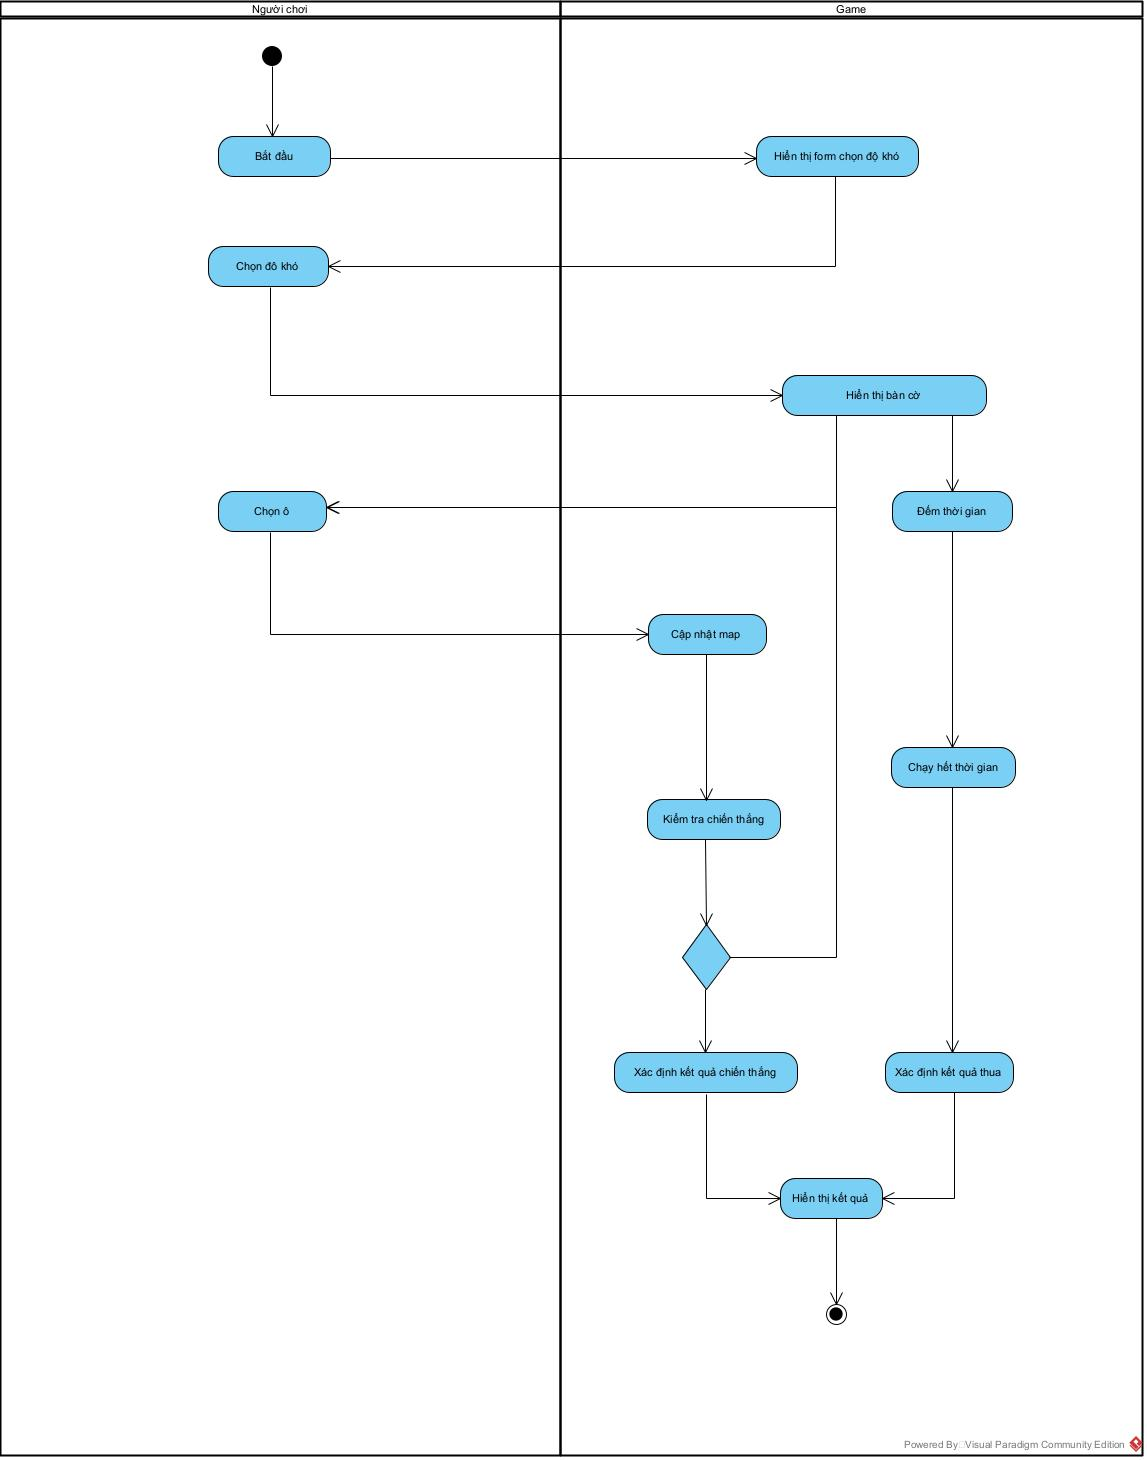 Người chơi
Game
Bắt đầu
Hiển thị form chọn độ khó
Chọn đô khó
Hiển thị bàn cờ
Chọn ô
Đếm thời gian
Cập nhật map
Chạy hết thời gian
Kiểm tra chiến thắng
Xác định kết quả chiến thắng
Xác định kết quả thua
Hiển thị kết quả
Powered By Visual Paradigm Community Edition